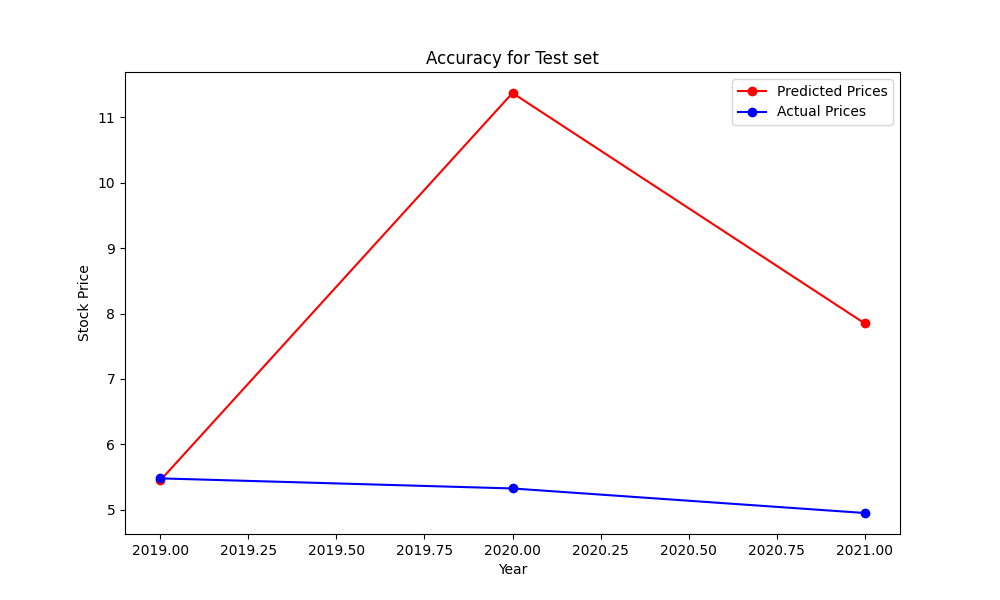 Accuracy for Test set
Predicted Prices
Actual Prices
11
10
9
8
7
6
5
Stock Price
2019.00 2019.25 2019.50 2019.75 2020.00 2020.25 2020.50 2020.75 2021.00
Year